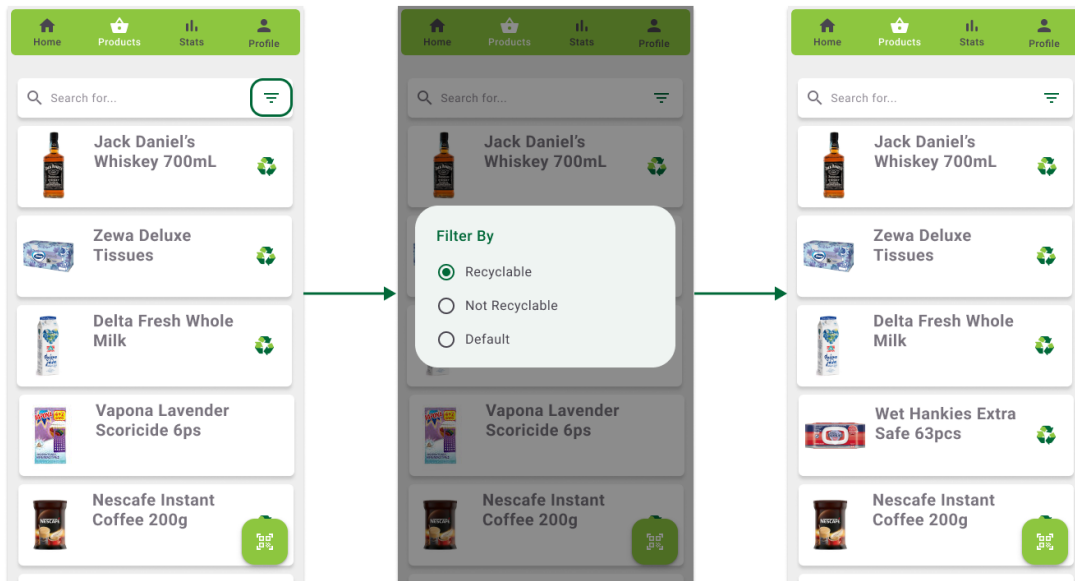 Home Products Stats Profile
Search for...
Jack Daniel's
Whiskey 700mL
Zewa Deluxe
Tissues
Delta Fresh Whole
Milk
Vapona Lavender
Scoricide 6ps
Nescafe Instant
Coffee 200g
NESCAFE
Home Products Stats Profile
Search for...
Jack Daniel's
Whiskey 700mL
Filter By
Recyclable
Not Recyclable
Default
Vapona Lavender
Scoricide 6ps
Nescafe Instant
Coffee 200g
NESCAFE
Home Products Stats Profile
Search for...
Jack Daniel's
Whiskey 700mL
Zewa Deluxe
Tissues
Delta Fresh Whole
Milk
Wet Hankies Extra
Safe 63pcs
Nescafe Instant
Coffee 200g
NESCAFE